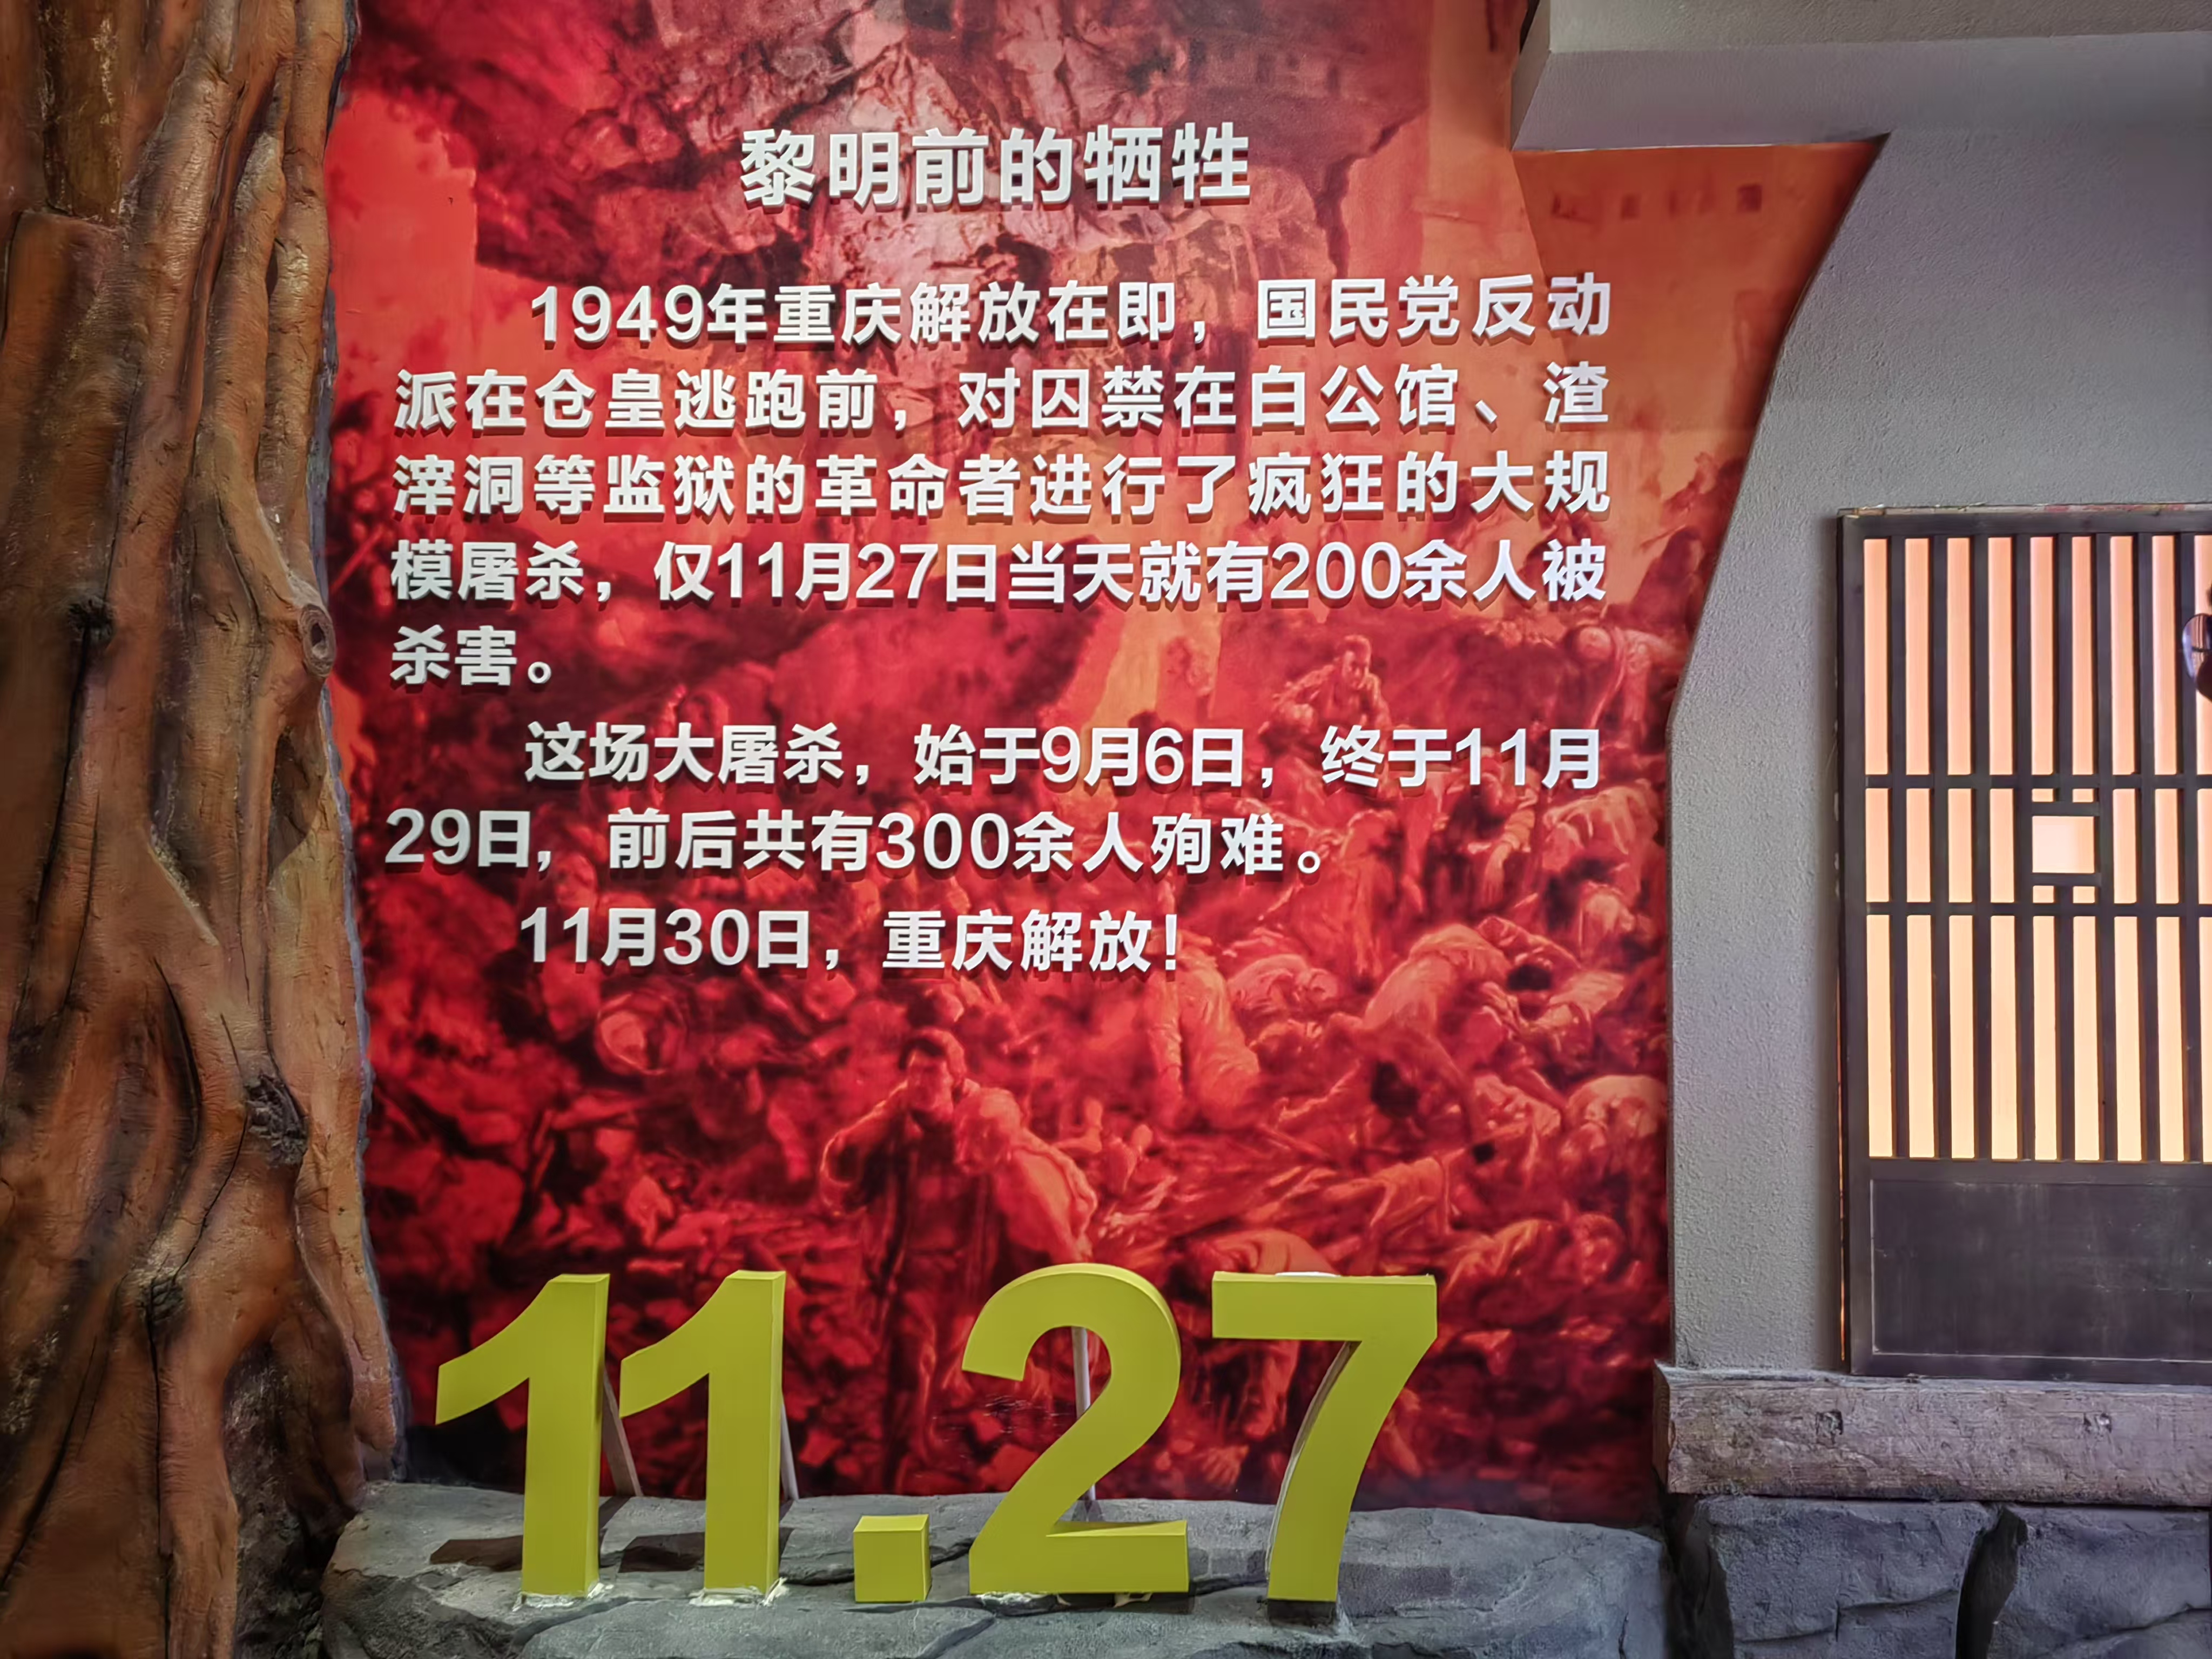 黎明前的牺牲
1949年重庆解放在即，国民党反动
派在仓皇逃跑前，对囚禁在白公馆、渣
滓洞等监狱的革命者进行了疯狂的大规
模屠杀，仅11月27日当天就有200余人被
杀害。
这场大屠杀，始于9月6日，终于11月
29日，前后共有300余人殉难。
11月30日，重庆解放！
11.27